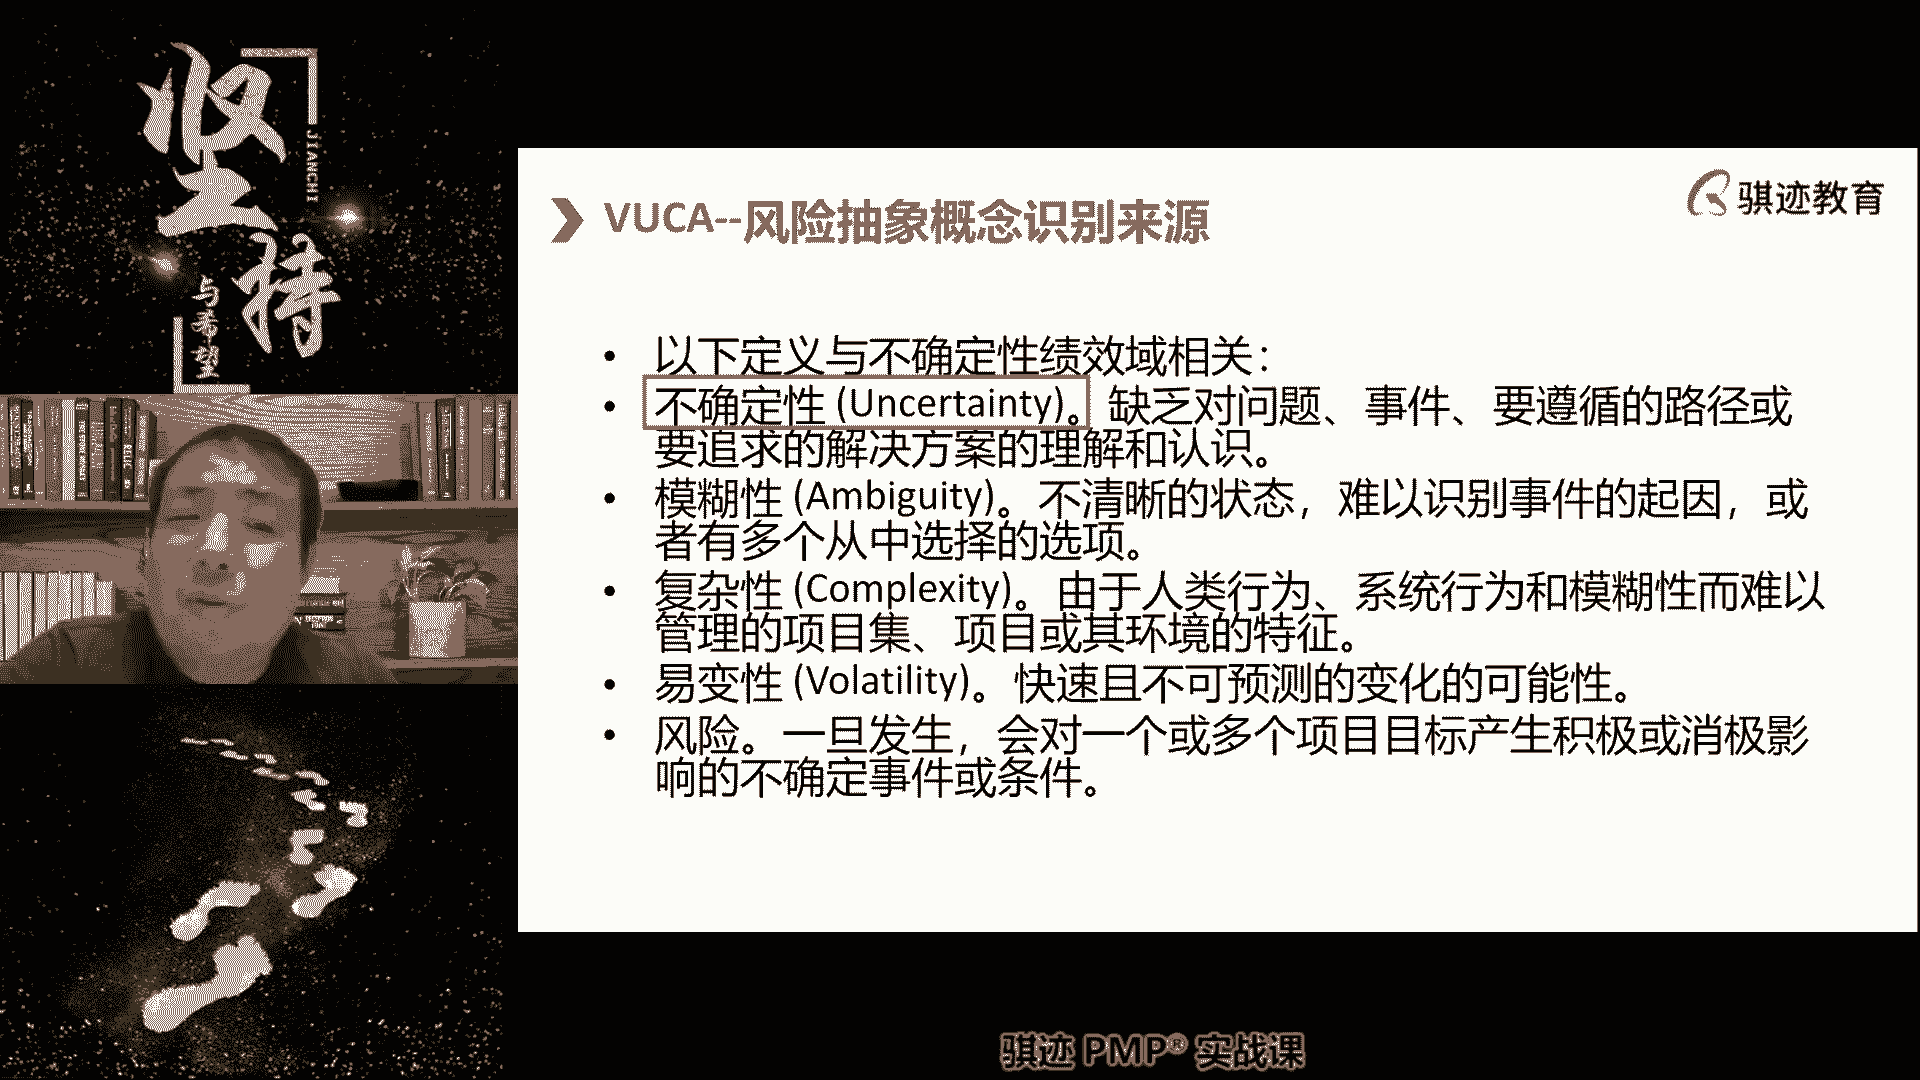 坚持
JIANCHI
与希望
骐迹教育
VUCA--风险抽象概念识别来源
• 以下定义与不确定性绩效域相关：
• 不确定性 (Uncertainty)。缺乏对问题、事件、要遵循的路径或
要追求的解决方案的理解和认识。
• 模糊性 (Ambiguity)。不清晰的状态，难以识别事件的起因，或
者有多个从中选择的选项。
• 复杂性 (Complexity)。由于人类行为、系统行为和模糊性而难以
管理的项目集、项目或其环境的特征。
• 易变性 (Volatility)。快速且不可预测的变化的可能性。
• 风险。一旦发生，会对一个或多个项目目标产生积极或消极影
响的不确定事件或条件。
骐迹 PMP® 实战课